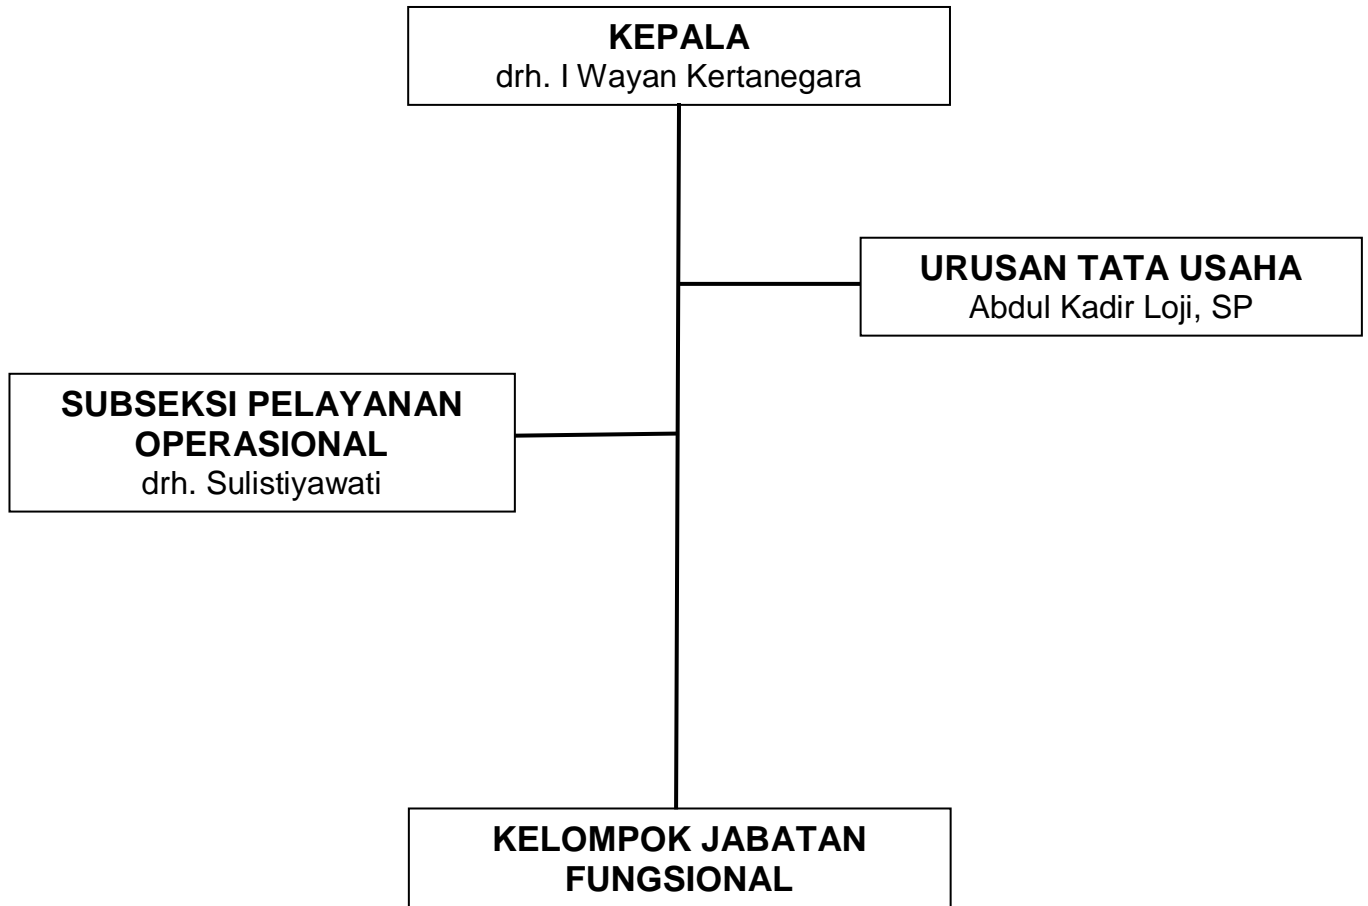 KEPALA
drh. I Wayan Kertanegara
URUSAN TATA USAHA
Abdul Kadir Loji, SP
SUBSEKSI PELAYANAN
OPERASIONAL
drh. Sulistiyawati
KELOMPOK JABATAN
FUNGSIONAL